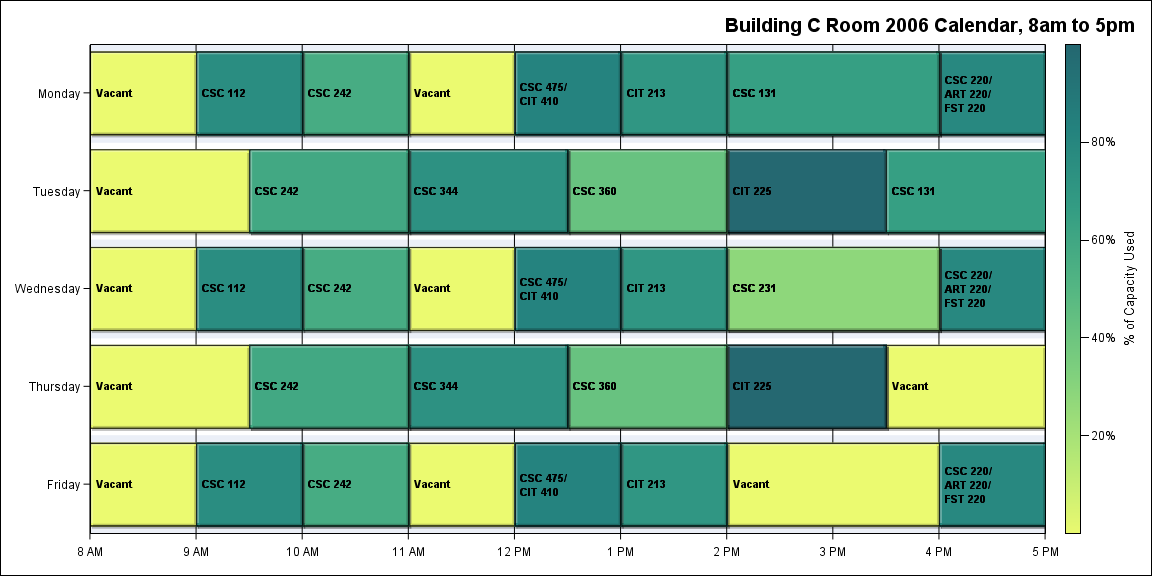 Building C Room 2006 Calendar, 8am to 5pm
Monday
Vacant
CSC 112
CSC 242
Vacant
CSC 475/
CIT 410
CIT 213
CSC 131
CSC 220/
ART 220/
FST 220
Tuesday
Vacant
CSC 242
CSC 344
CSC 360
CIT 225
CSC 131
Wednesday
Vacant
CSC 112
CSC 242
Vacant
CSC 475/
CIT 410
CIT 213
CSC 231
CSC 220/
ART 220/
FST 220
Thursday
Vacant
CSC 242
CSC 344
CSC 360
CIT 225
Vacant
Friday
Vacant
CSC 112
CSC 242
Vacant
CSC 475/
CIT 410
CIT 213
Vacant
CSC 220/
ART 220/
FST 220
8 AM
9 AM
10 AM
11 AM
12 PM
1 PM
2 PM
3 PM
4 PM
5 PM
80%
60%
40%
20%
% of Capacity Used